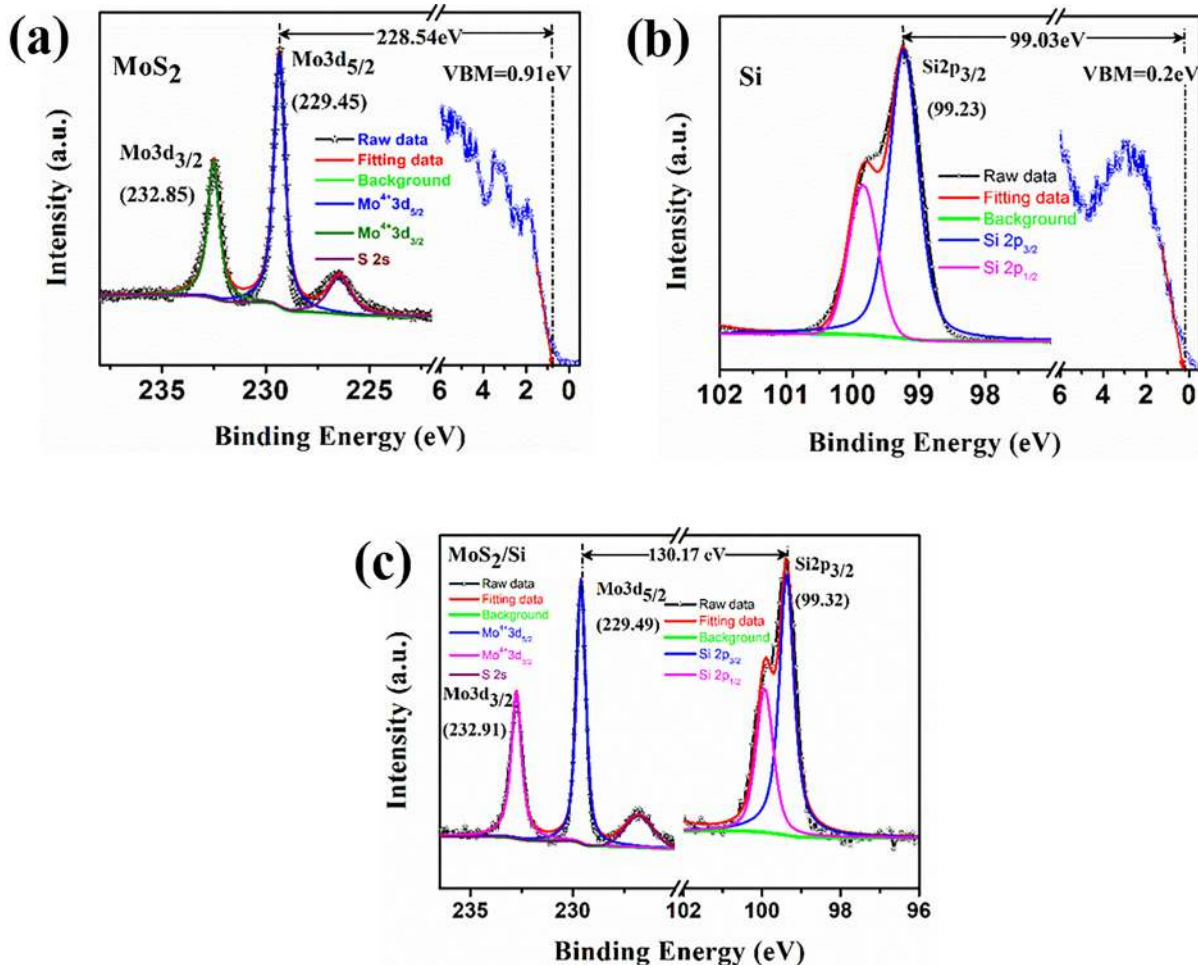 (a)
228.54eV
MoS2
Mo3d5/2
(229.45)
VBM=0.91eV
Mo3d3/2
(232.85)
Raw data
Fitting data
Background
Mo4+3d5/2
Mo4+3d3/2
S 2s
Intensity (a.u.)
235 230 225 6 4 2 0
Binding Energy (eV)
(b)
99.03eV
Si
Si2p3/2
(99.23)
VBM=0.2eV
Raw data
Fitting data
Background
Si 2p3/2
Si 2p1/2
Intensity (a.u.)
102 101 100 99 98 6 4 2 0
Binding Energy (eV)
(c)
MoS2/Si
130.17 eV
Raw data
Fitting data
Background
Mo4+3d5/2
Mo4+3d3/2
S 2s
Mo3d5/2
(229.49)
Mo3d3/2
(232.91)
Si2p3/2
(99.32)
Raw data
Fitting data
Background
Si 2p3/2
Si 2p1/2
Intensity (a.u.)
235 230 102 100 98 96
Binding Energy (eV)